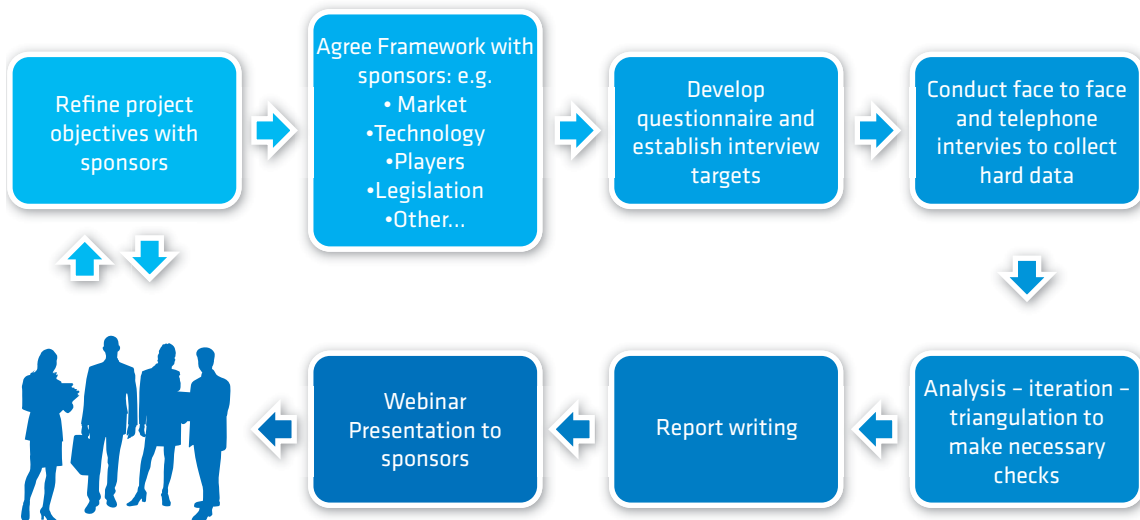 Refine project
objectives with
sponsors
Agree Framework with
sponsors: e.g.
• Market
•Technology
•Players
•Legislation
•Other...
Develop
questionnaire and
establish interview
targets
Conduct face to face
and telephone
intervies to collect
hard data
Analysis – iteration –
triangulation to
make necessary
checks
Report writing
Webinar
Presentation to
sponsors